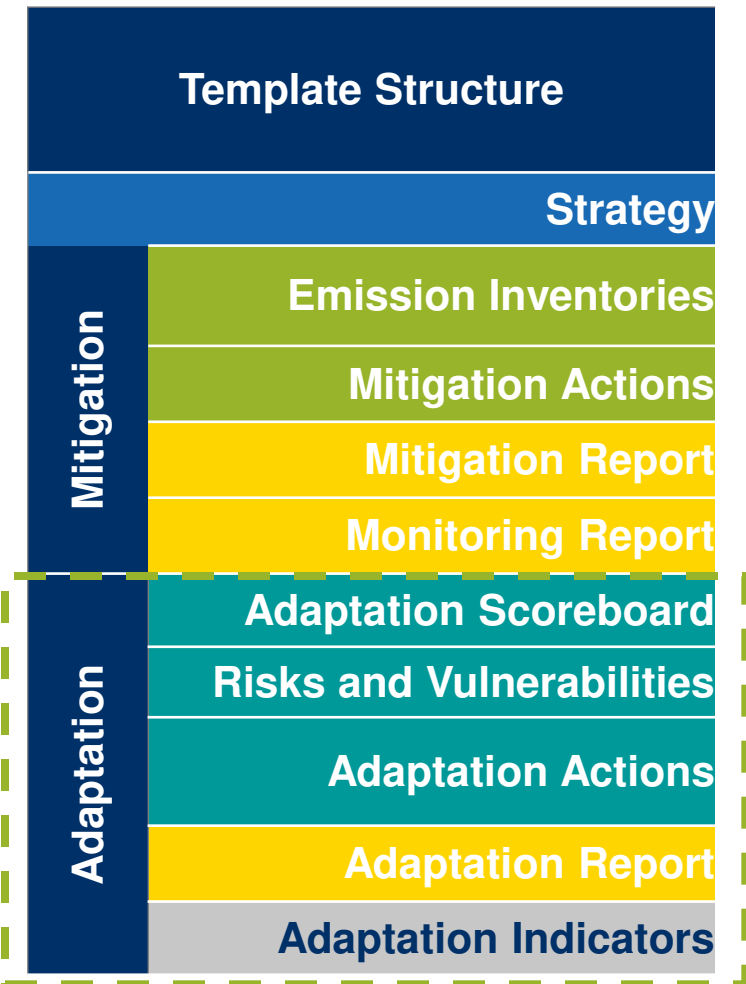 Template Structure
Strategy
Mitigation
Emission Inventories
Mitigation Actions
Mitigation Report
Monitoring Report
Adaptation
Adaptation Scoreboard
Risks and Vulnerabilities
Adaptation Actions
Adaptation Report
Adaptation Indicators